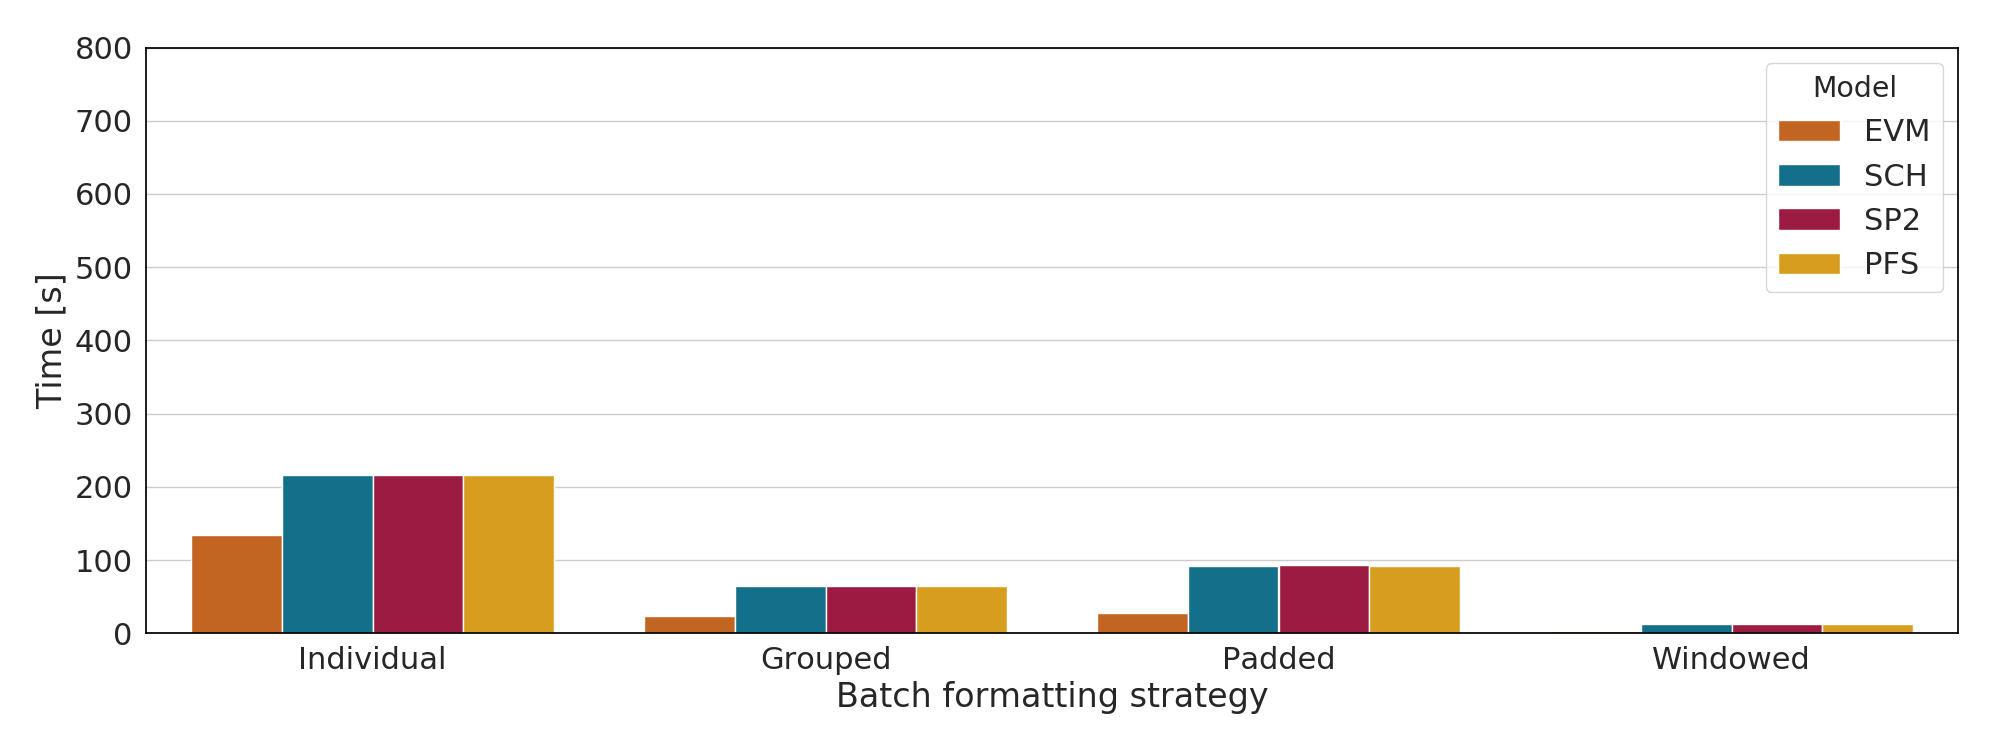 800
700
600
500
400
300
200
100
0
Time [s]
Model
EVM
SCH
SP2
PFS
Individual Grouped Padded Windowed
Batch formatting strategy